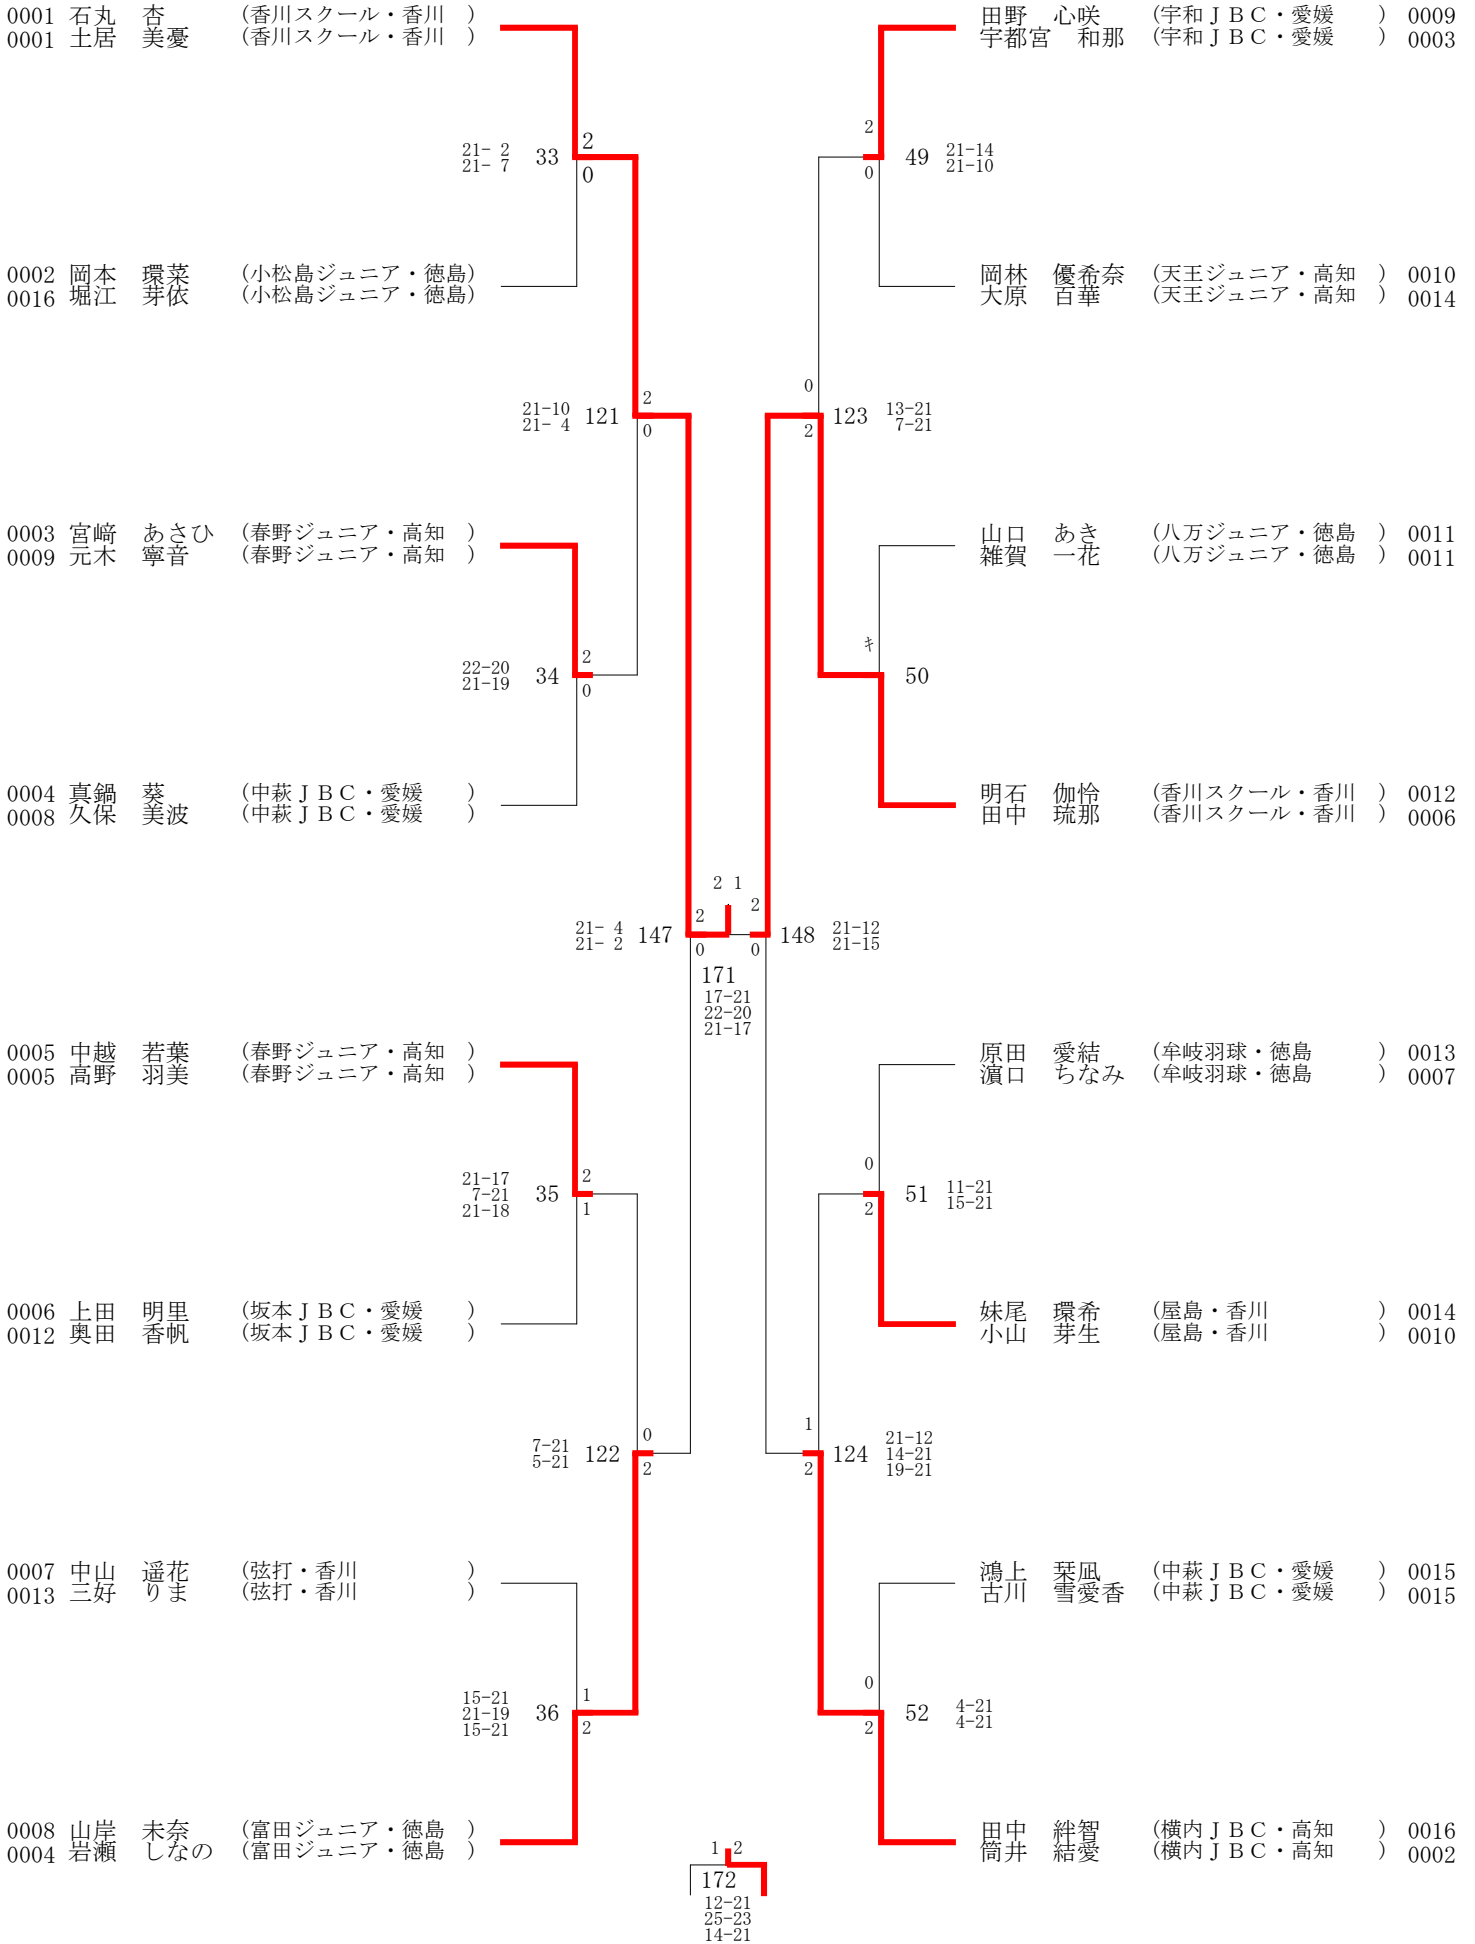 0001 石丸　杏　(香川スクール・香川　)
0001 土居　美憂　(香川スクール・香川　)
田野　心咲　(宇和ＪＢＣ・愛媛　) 0009
宇都宮　和那　(宇和ＪＢＣ・愛媛　) 0003
21- 2
21- 7
33
2
0
2
0
49
21-14
21-10
0002 岡本　環菜　(小松島ジュニア・徳島)
0016 堀江　芽依　(小松島ジュニア・徳島)
岡林　優希奈　(天王ジュニア・高知　) 0010
大原　百華　(天王ジュニア・高知　) 0014
21-10
21- 4
121
2
0
0
2
123
13-21
7-21
0003 宮﨑　あさひ　(春野ジュニア・高知　)
0009 元木　寧音　(春野ジュニア・高知　)
山口　あき　(八万ジュニア・徳島　) 0011
雑賀　一花　(八万ジュニア・徳島　) 0011
22-20
21-19
34
2
0
キ
50
0004 真鍋　葵　(中萩ＪＢＣ・愛媛　)
0008 久保　美波　(中萩ＪＢＣ・愛媛　)
明石　伽怜　(香川スクール・香川　) 0012
田中　琉那　(香川スクール・香川　) 0006
2 1
21- 4
21- 2
147
2
0
2
0
148
21-12
21-15
171
17-21
22-20
21-17
0005 中越　若葉　(春野ジュニア・高知　)
0005 高野　羽美　(春野ジュニア・高知　)
原田　愛結　(牟岐羽球・徳島　) 0013
濵口　ちなみ　(牟岐羽球・徳島　) 0007
21-17
7-21
21-18
35
2
1
0
2
51
11-21
15-21
0006 上田　明里　(坂本ＪＢＣ・愛媛　)
0012 奥田　香帆　(坂本ＪＢＣ・愛媛　)
妹尾　環希　(屋島・香川　) 0014
小山　芽生　(屋島・香川　) 0010
7-21
5-21
122
0
2
1
2
124
21-12
14-21
19-21
0007 中山　遥花　(弦打・香川　)
0013 三好　りま　(弦打・香川　)
鴻上　栞凪　(中萩ＪＢＣ・愛媛　) 0015
古川　雪愛香　(中萩ＪＢＣ・愛媛　) 0015
15-21
21-19
15-21
36
1
2
0
2
52
4-21
4-21
0008 山岸　未奈　(富田ジュニア・徳島　)
0004 岩瀬　しなの　(富田ジュニア・徳島　)
田中　絆智　(横内ＪＢＣ・高知　) 0016
筒井　結愛　(横内ＪＢＣ・高知　) 0002
1 2
172
12-21
25-23
14-21